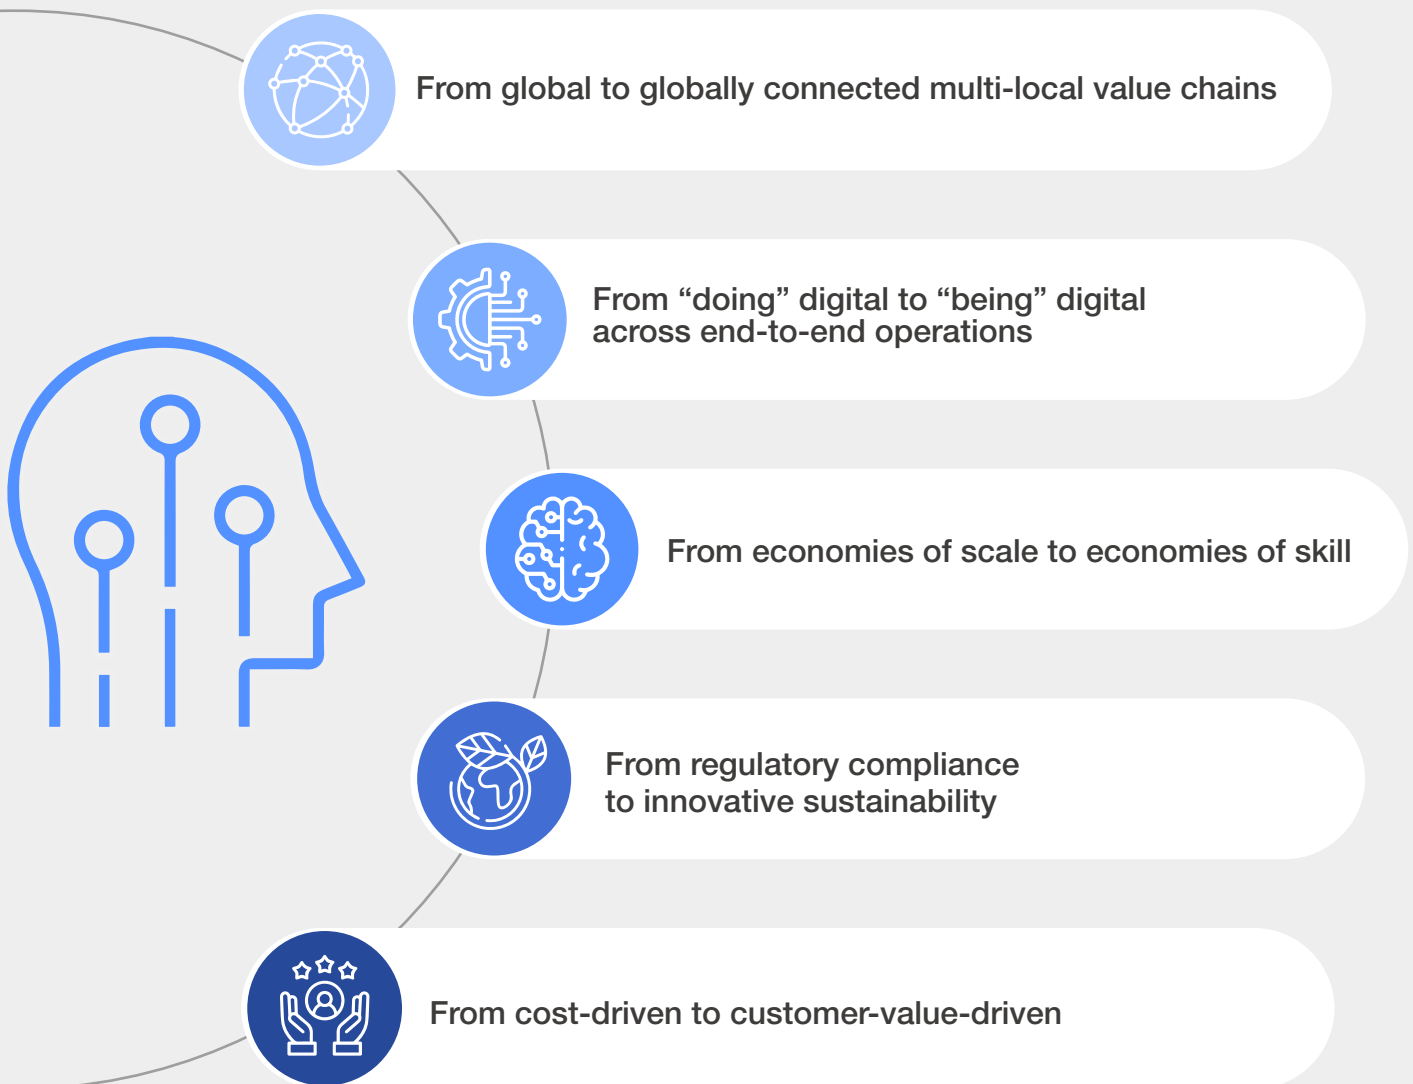 From global to globally connected multi-local value chains
From “doing” digital to “being” digital
across end-to-end operations
From economies of scale to economies of skill
From regulatory compliance
to innovative sustainability
From cost-driven to customer-value-driven